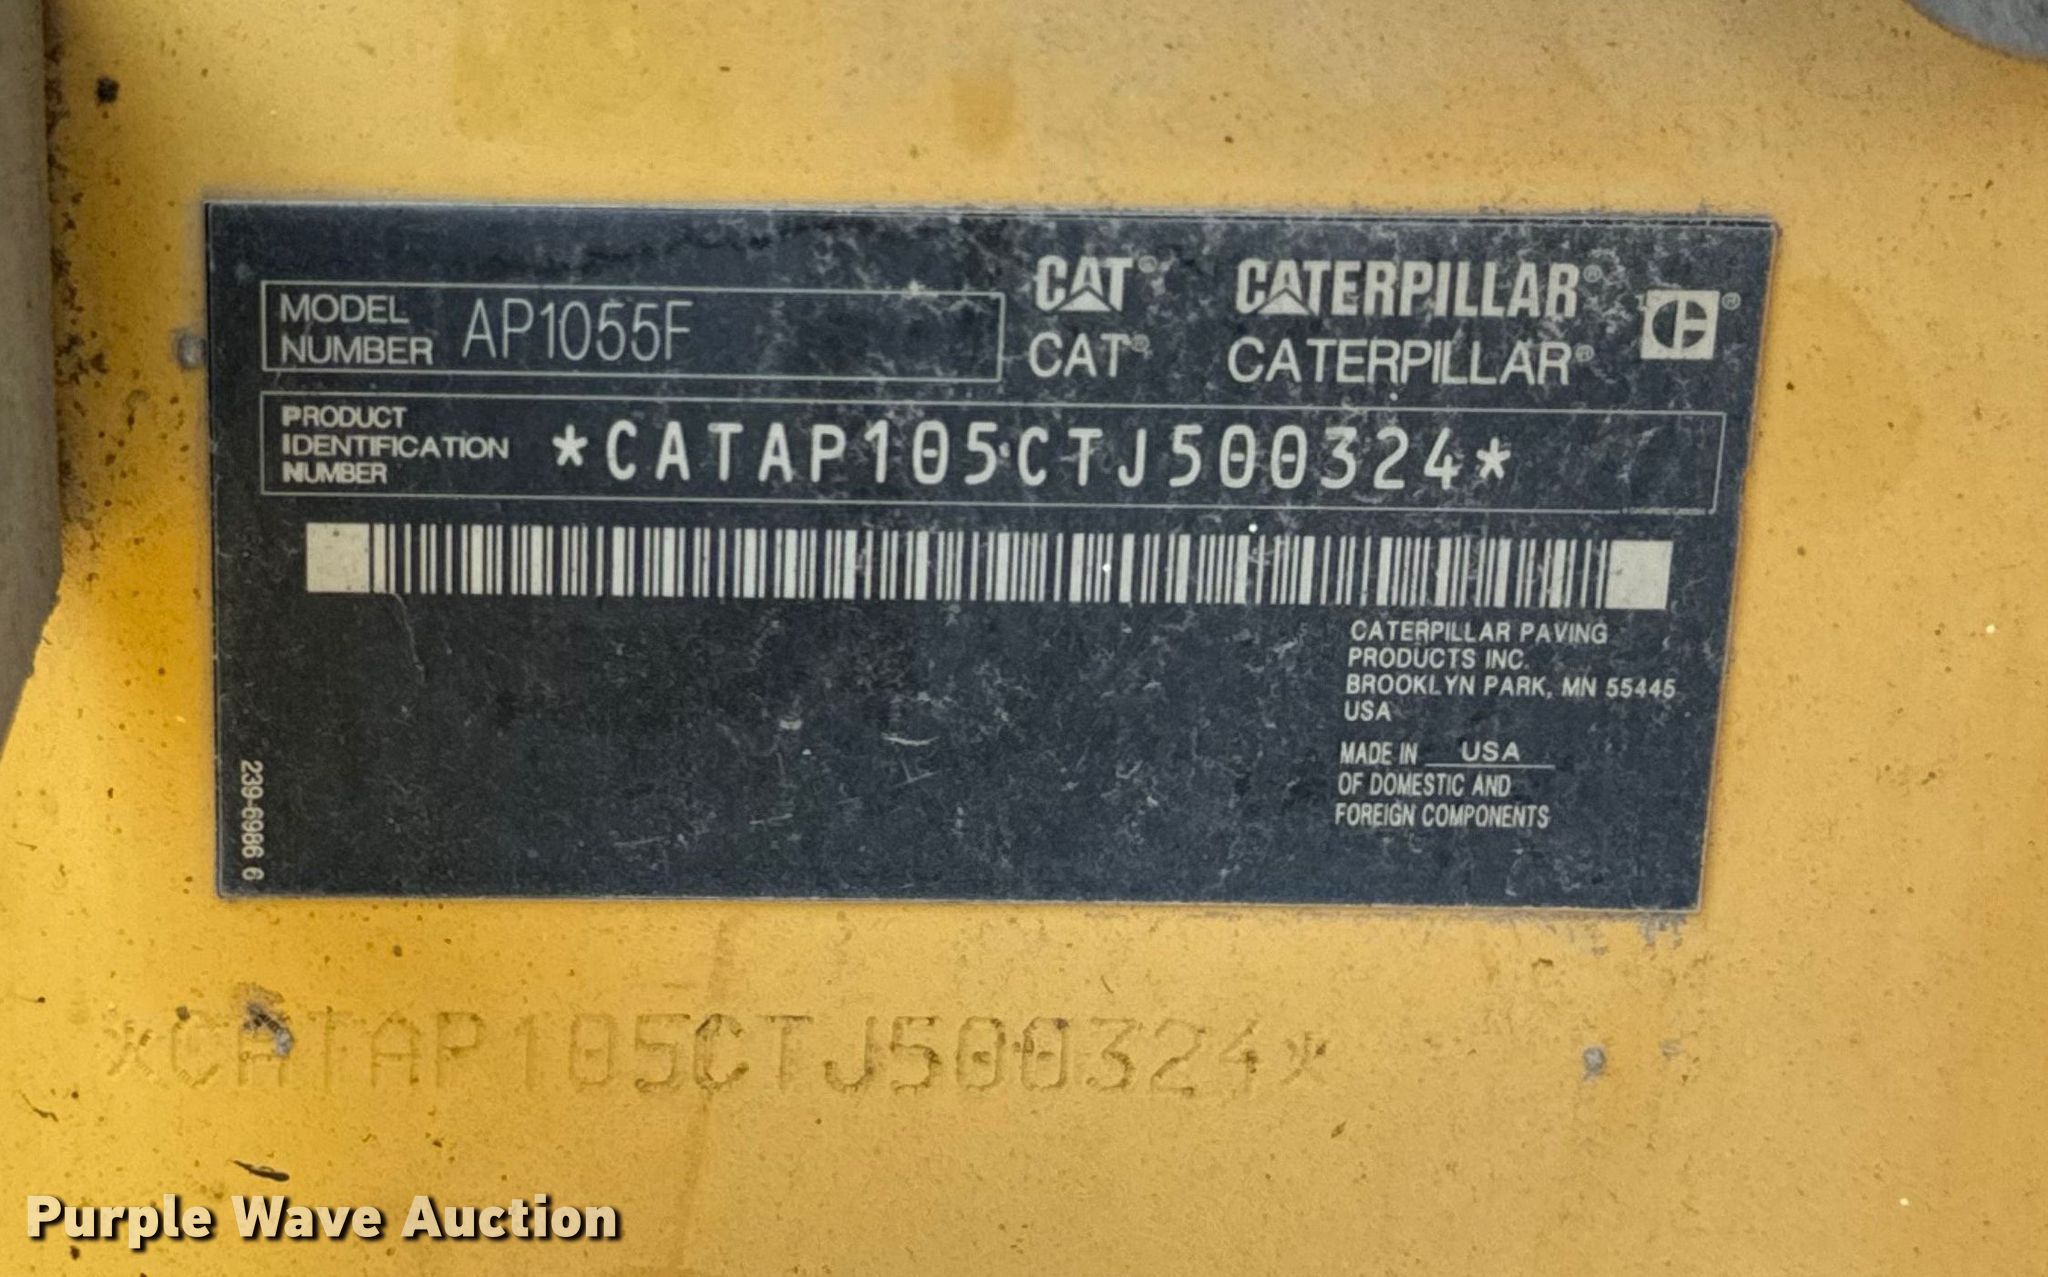 MODEL NUMBER AP1055F
CAT® CATERPILLAR®
CAT® CATERPILLAR®
PRODUCT IDENTIFICATION NUMBER *CATAP105CTJ500324*
CATERPILLAR PAVING
PRODUCTS INC.
BROOKLYN PARK, MN 55445
USA
MADE IN USA
OF DOMESTIC AND
FOREIGN COMPONENTS
239-6986 6
*CATAP105CTJ500324*
Purple Wave Auction